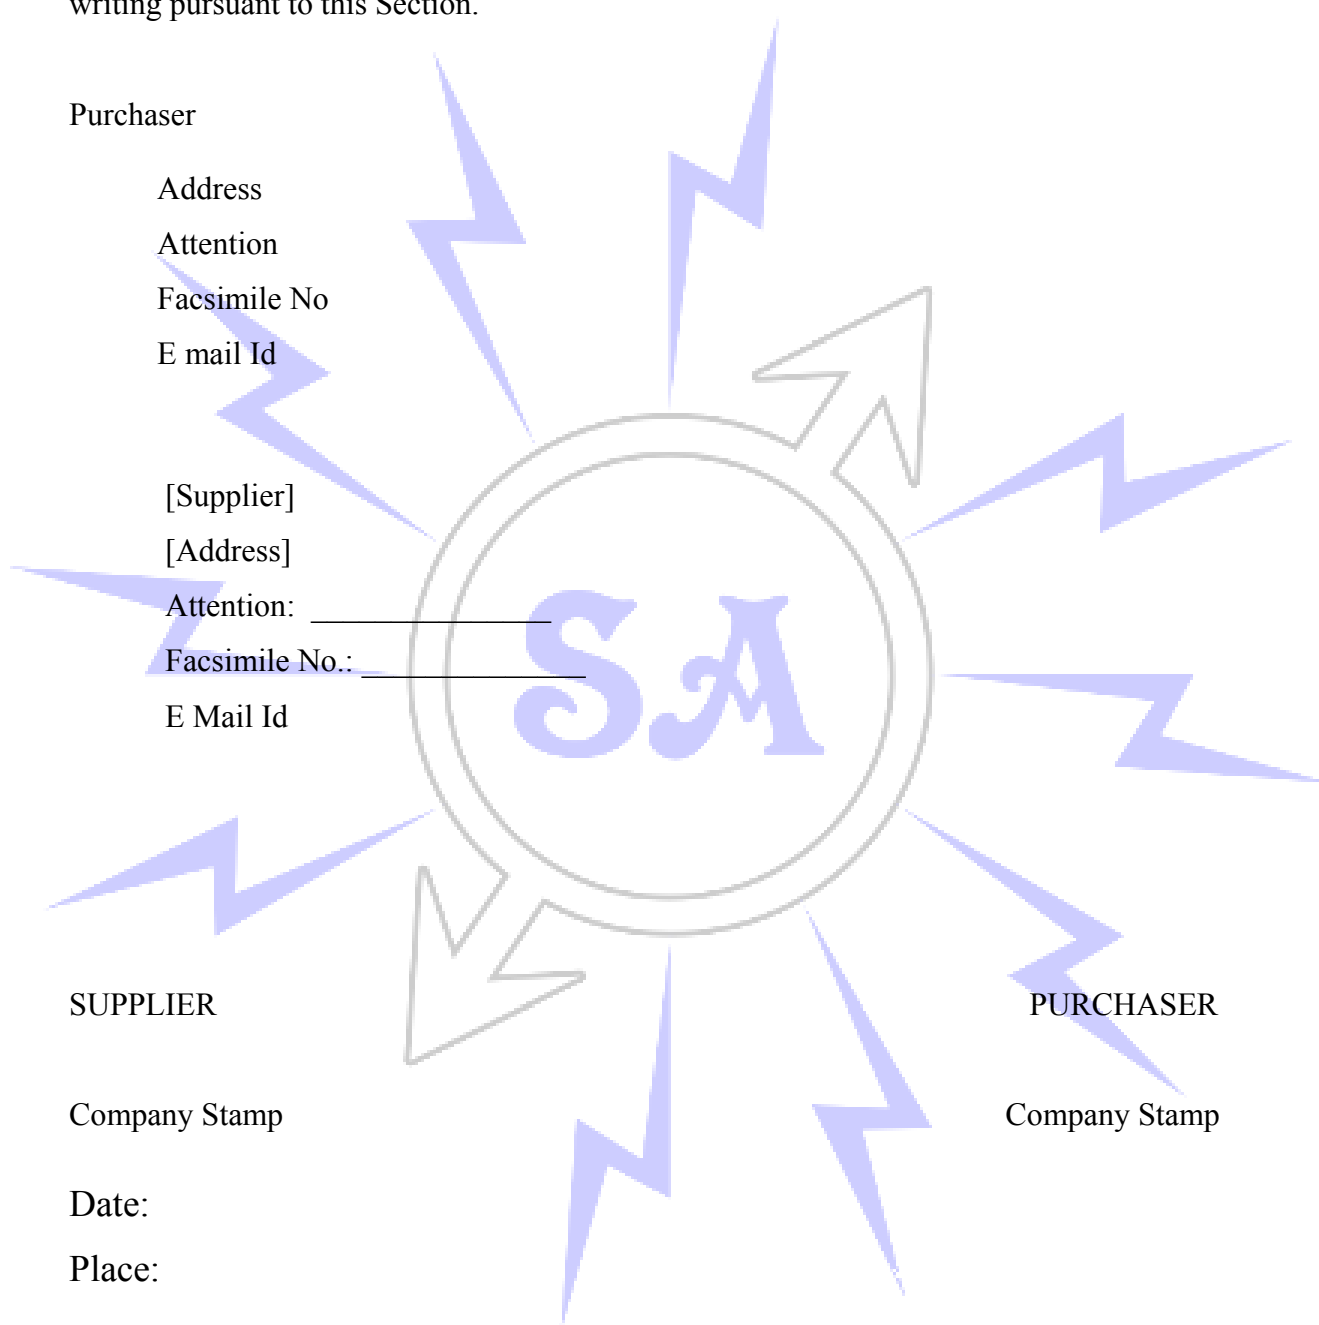 writing pursuant to this Section.
Purchaser
Address
Attention
Facsimile No
E mail Id
[Supplier]
[Address]
Attention: _______________
Facsimile No.: ______________
E Mail Id
SA
SUPPLIER PURCHASER
Company Stamp Company Stamp
Date:
Place: